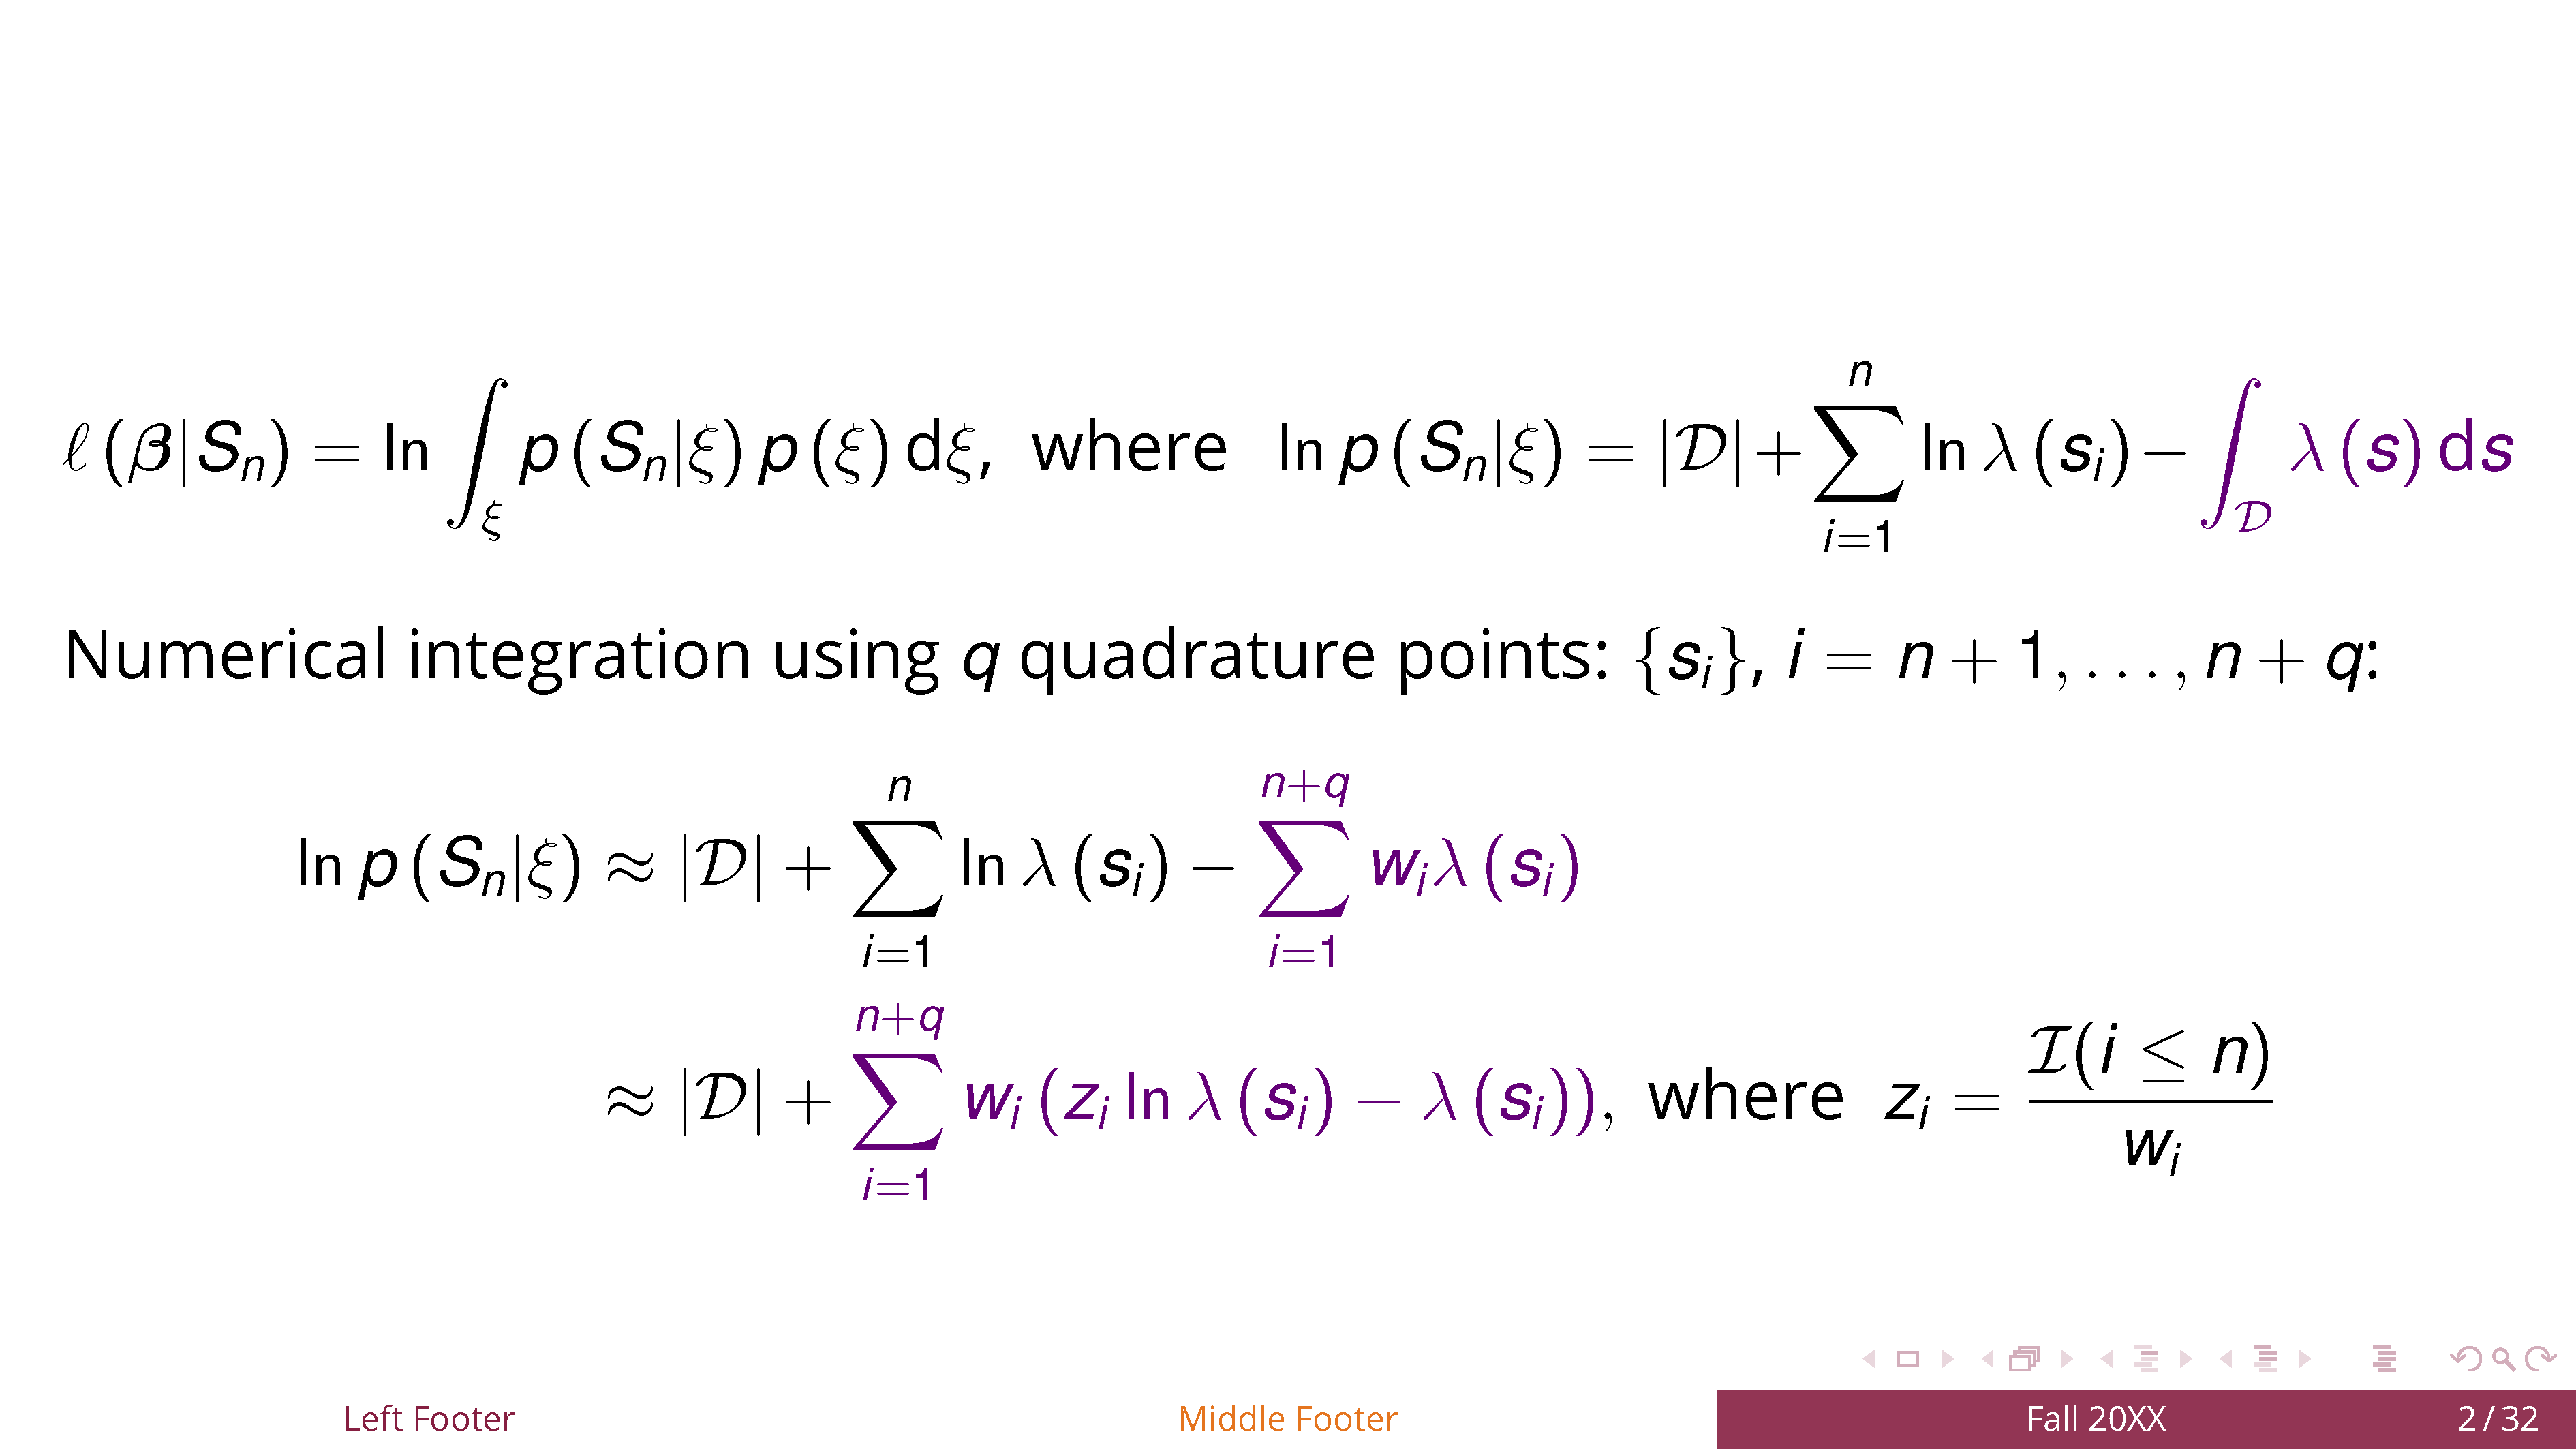 ℓ (𝜷|Sₙ) = ln ∫_ξ p (Sₙ|ξ) p (ξ) dξ, where ln p (Sₙ|ξ) = |𝒟| + ∑_{i=1}^{n} ln λ (sᵢ) − ∫_𝒟 λ (s) ds
Numerical integration using q quadrature points: {sᵢ}, i = n + 1, . . . , n + q:
ln p (Sₙ|ξ) ≈ |𝒟| + ∑_{i=1}^{n} ln λ (sᵢ) − ∑_{i=1}^{n+q} wᵢλ (sᵢ)
≈ |𝒟| + ∑_{i=1}^{n+q} wᵢ (zᵢ ln λ (sᵢ) − λ (sᵢ)), where zᵢ = \frac{ℐ(i ≤ n)}{wᵢ}
Left Footer Middle Footer Fall 20XX 2 / 32